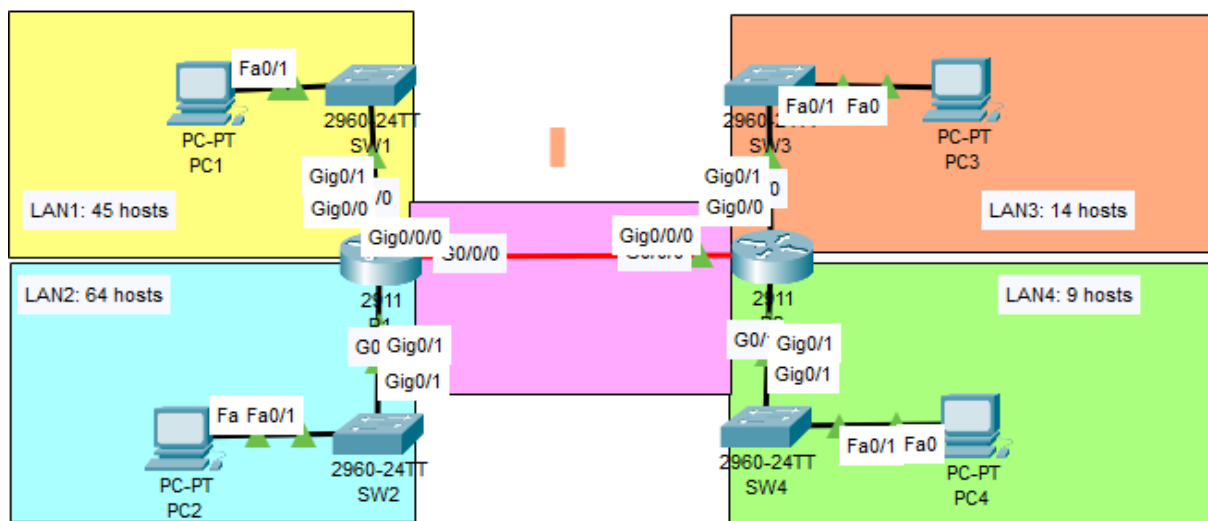 Fa0/1
PC-PT
PC1
2960-24TT
SW1
Gig0/1
Gig0/0
/0
LAN1: 45 hosts
Gig0/0/0
G0/0/0
2911
LAN2: 64 hosts
Gig0/1
Gig0/1
Fa
Fa0/1
PC-PT
PC2
2960-24TT
SW2
Fa0/1
Fa0
SW3
PC-PT
PC3
Gig0/1
Gig0/0
LAN3: 14 hosts
Gig0/0/0
2911
LAN4: 9 hosts
Gig0/1
Gig0/1
2960-24TT
SW4
Fa0/1
Fa0
PC-PT
PC4